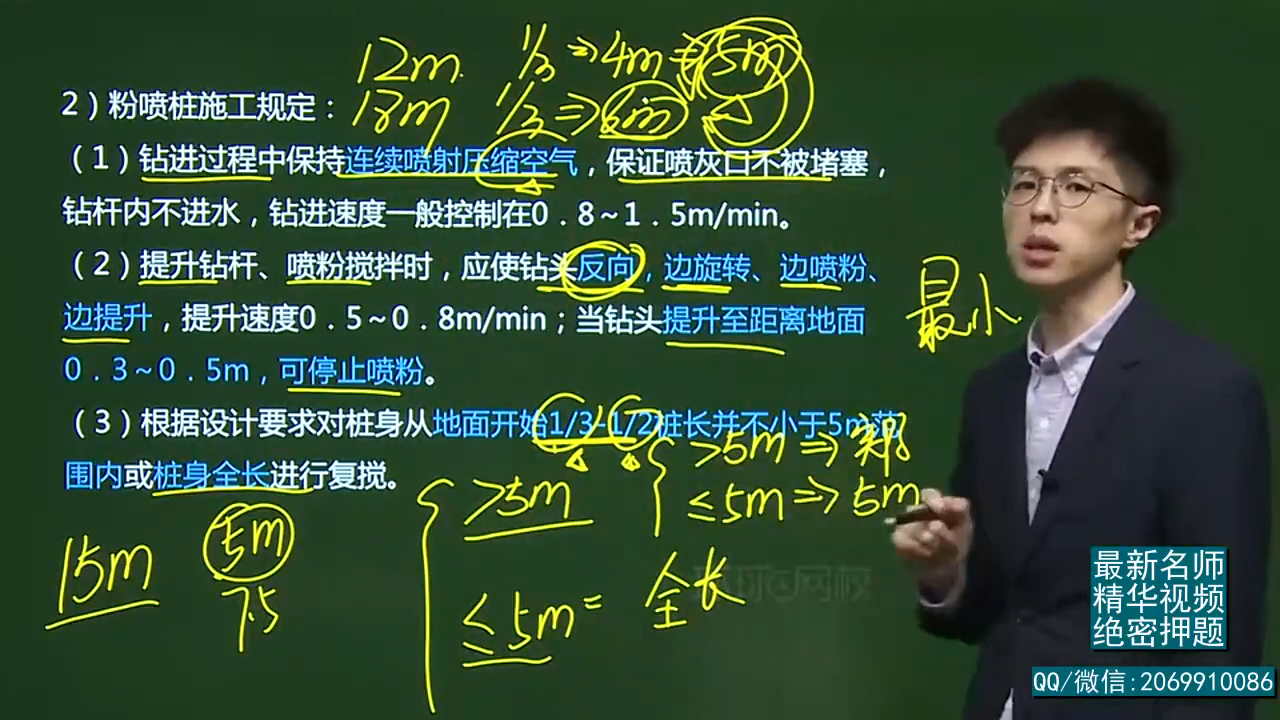 12m 1/3 ⇒ 4m ⇒ 5m
2）粉喷桩施工规定：
18m 1/3 ⇒ 6m
（1）钻进过程中保持连续喷射压缩空气，保证喷灰口不被堵塞，
钻杆内不进水，钻进速度一般控制在0．8～1．5m/min。
（2）提升钻杆、喷粉搅拌时，应使钻头反向，边旋转、边喷粉、
边提升，提升速度0．5～0．8m/min；当钻头提升至距离地面
最小
0．3～0．5m，可停止喷粉。
（3）根据设计要求对桩身从地面开始1/3-1/2桩长并不小于5m范
围内或桩身全长进行复搅。
>5m ⇒
≤5m ⇒ 5m
>5m
15m 5m
7.5
≤5m = 全长
最新名师
精华视频
绝密押题
QQ/微信:2069910086